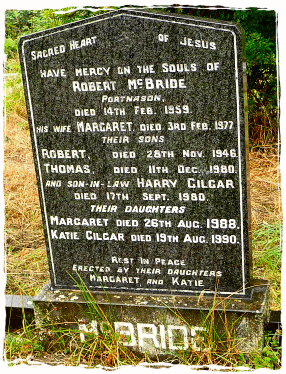 SACRED HEART OF JESUS
HAVE MERCY ON THE SOULS OF
ROBERT McBRIDE
PORTNASON,
DIED 14TH FEB. 1959.
HIS WIFE MARGARET, DIED 3RD FEB. 1977
THEIR SONS
ROBERT, DIED 28TH NOV. 1946
THOMAS, DIED 11TH DEC. 1980.
AND SON-IN-LAW HARRY GILGAR
DIED 17TH SEPT. 1980.
THEIR DAUGHTERS
MARGARET DIED 26TH AUG. 1988.
KATIE GILGAR DIED 19TH AUG. 1990.
REST IN PEACE
ERECTED BY THEIR DAUGHTERS
MARGARET AND KATIE
McBRIDE